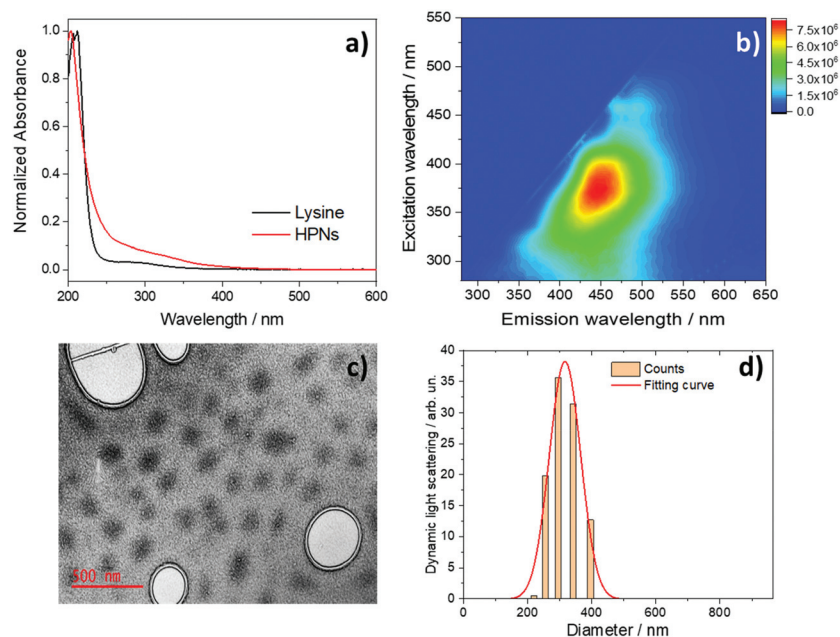 a)
Normalized Absorbance
1.0
0.8
0.6
0.4
0.2
0.0
Lysine
HPNs
200 300 400 500 600
Wavelength / nm
b)
Excitation wavelength / nm
550
500
450
400
350
300
7.5x10⁶
6.0x10⁶
4.5x10⁶
3.0x10⁶
1.5x10⁶
0.0
300 350 400 450 500 550 600 650
Emission wavelength / nm
c)
500 nm
d)
Dynamic light scattering / arb. un.
40
35
30
25
20
15
10
5
0
Counts
Fitting curve
0 200 400 600 800
Diameter / nm